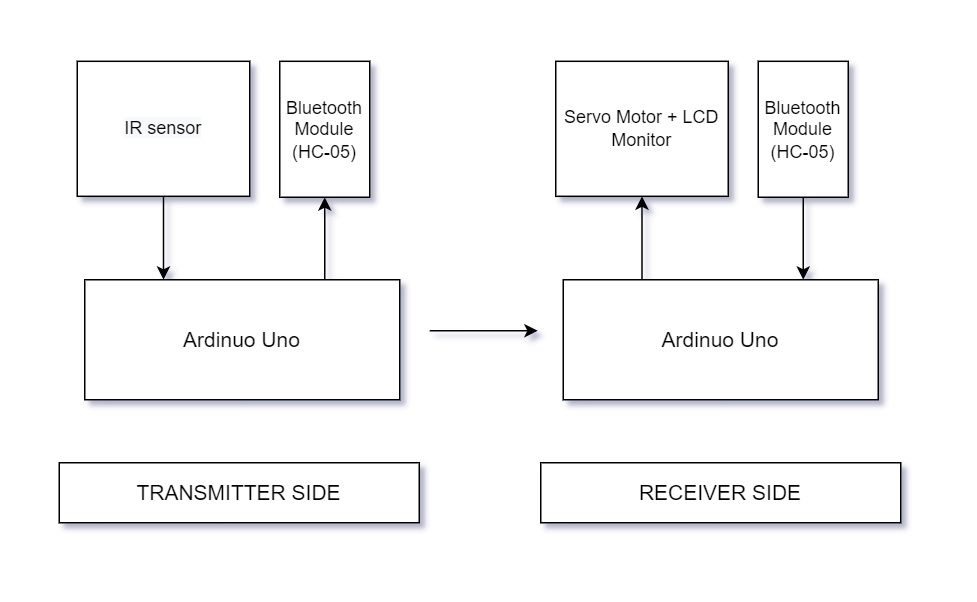 IR sensor
Bluetooth
Module
(HC-05)
Servo Motor + LCD
Monitor
Bluetooth
Module
(HC-05)
Ardinuo Uno
Ardinuo Uno
TRANSMITTER SIDE
RECEIVER SIDE